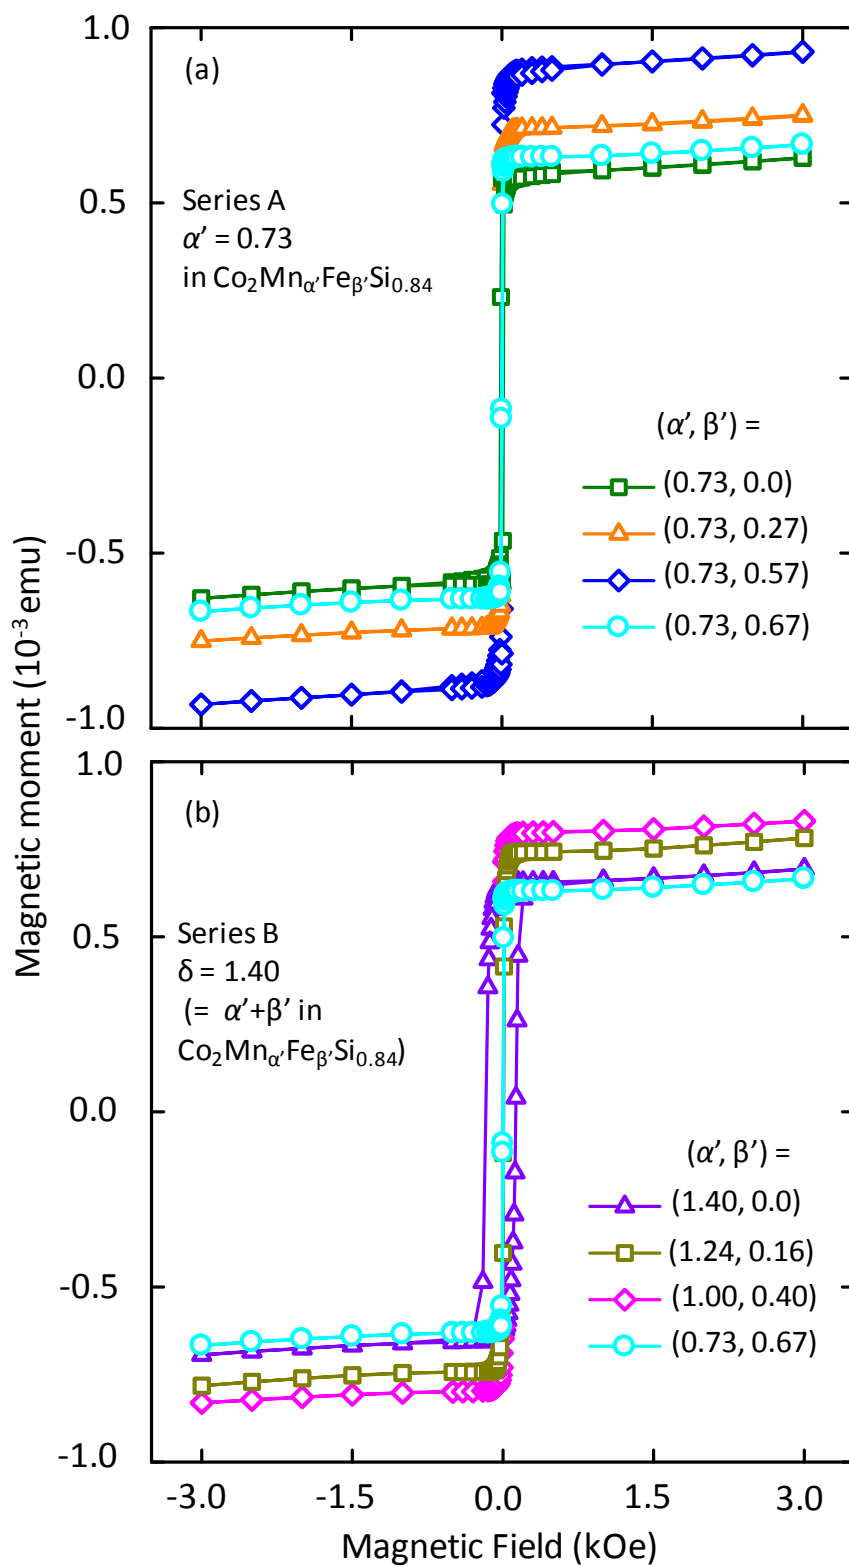 Magnetic moment (10⁻³ emu)
1.0
0.5
0.0
-0.5
-1.0
(a)
Series A
α' = 0.73
in Co₂Mnα'Feβ'Si₀.₈₄
(α', β') =
(0.73, 0.0)
(0.73, 0.27)
(0.73, 0.57)
(0.73, 0.67)
1.0
0.5
0.0
-0.5
-1.0
(b)
Series B
δ = 1.40
(= α'+β' in
Co₂Mnα'Feβ'Si₀.₈₄)
(α', β') =
(1.40, 0.0)
(1.24, 0.16)
(1.00, 0.40)
(0.73, 0.67)
-3.0 -1.5 0.0 1.5 3.0
Magnetic Field (kOe)